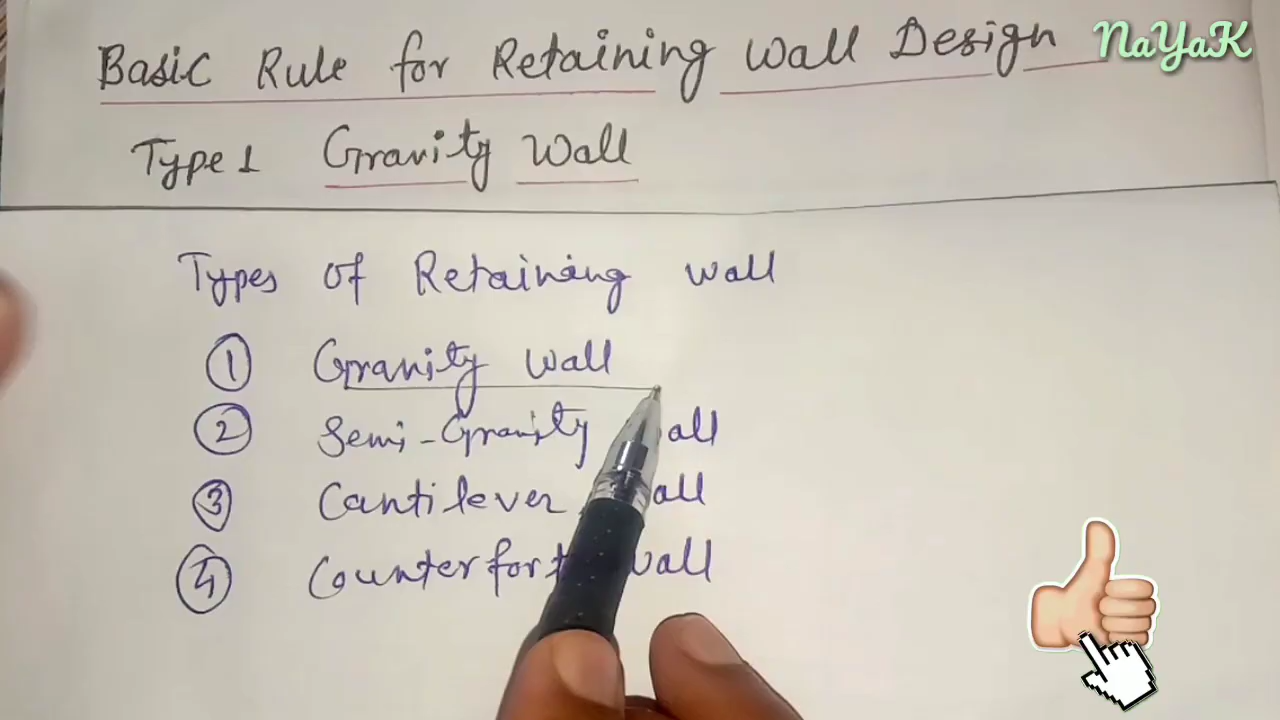 Basic Rule for Retaining Wall Design
NaYaK
Type 1 Gravity Wall
Types of Retaining wall
1 Gravity Wall
2 Semi-Gravity Wall
3 Cantilever Wall
4 Counterfort Wall